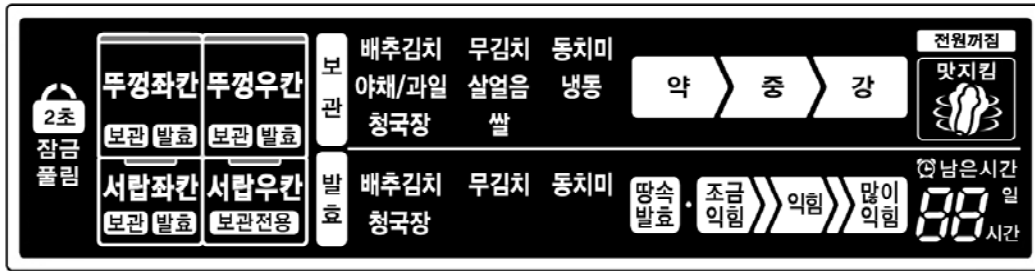 2초
잠금
풀림
뚜껑좌칸
보관 발효
뚜껑우칸
보관 발효
서랍좌칸
보관 발효
서랍우칸
보관전용
보관
배추김치 무김치 동치미
야채/과일 살얼음 냉동
청국장 쌀
약 중 강
전원꺼짐
맛지킴
발효
배추김치 무김치 동치미
청국장
땅속
발효
·
조금
익힘
익힘
많이
익힘
남은시간
88 일
시간